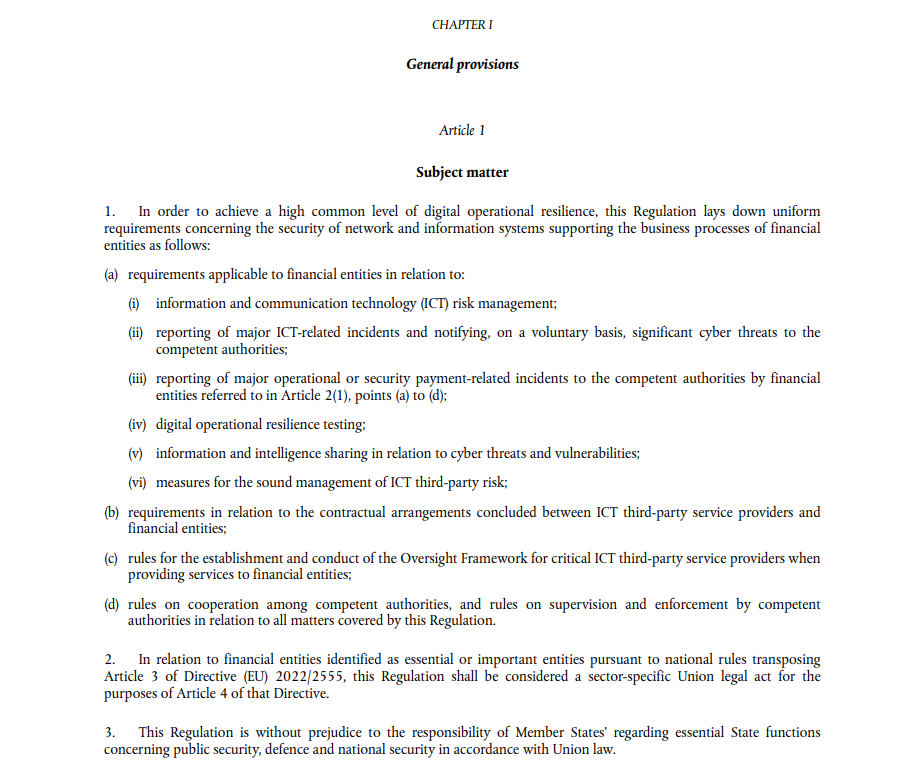 CHAPTER I
General provisions
Article 1
Subject matter
1. In order to achieve a high common level of digital operational resilience, this Regulation lays down uniform
requirements concerning the security of network and information systems supporting the business processes of financial
entities as follows:
(a) requirements applicable to financial entities in relation to:
(i) information and communication technology (ICT) risk management;
(ii) reporting of major ICT-related incidents and notifying, on a voluntary basis, significant cyber threats to the
competent authorities;
(iii) reporting of major operational or security payment-related incidents to the competent authorities by financial
entities referred to in Article 2(1), points (a) to (d);
(iv) digital operational resilience testing;
(v) information and intelligence sharing in relation to cyber threats and vulnerabilities;
(vi) measures for the sound management of ICT third-party risk;
(b) requirements in relation to the contractual arrangements concluded between ICT third-party service providers and
financial entities;
(c) rules for the establishment and conduct of the Oversight Framework for critical ICT third-party service providers when
providing services to financial entities;
(d) rules on cooperation among competent authorities, and rules on supervision and enforcement by competent
authorities in relation to all matters covered by this Regulation.
2. In relation to financial entities identified as essential or important entities pursuant to national rules transposing
Article 3 of Directive (EU) 2022/2555, this Regulation shall be considered a sector-specific Union legal act for the
purposes of Article 4 of that Directive.
3. This Regulation is without prejudice to the responsibility of Member States' regarding essential State functions
concerning public security, defence and national security in accordance with Union law.